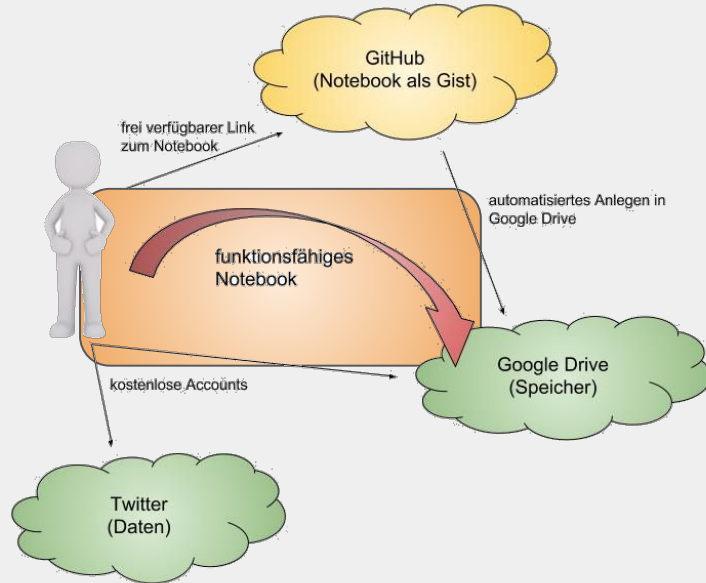 GitHub
(Notebook als Gist)
frei verfügbarer Link
zum Notebook
automatisiertes Anlegen in
Google Drive
funktionsfähiges
Notebook
Google Drive
(Speicher)
kostenlose Accounts
Twitter
(Daten)